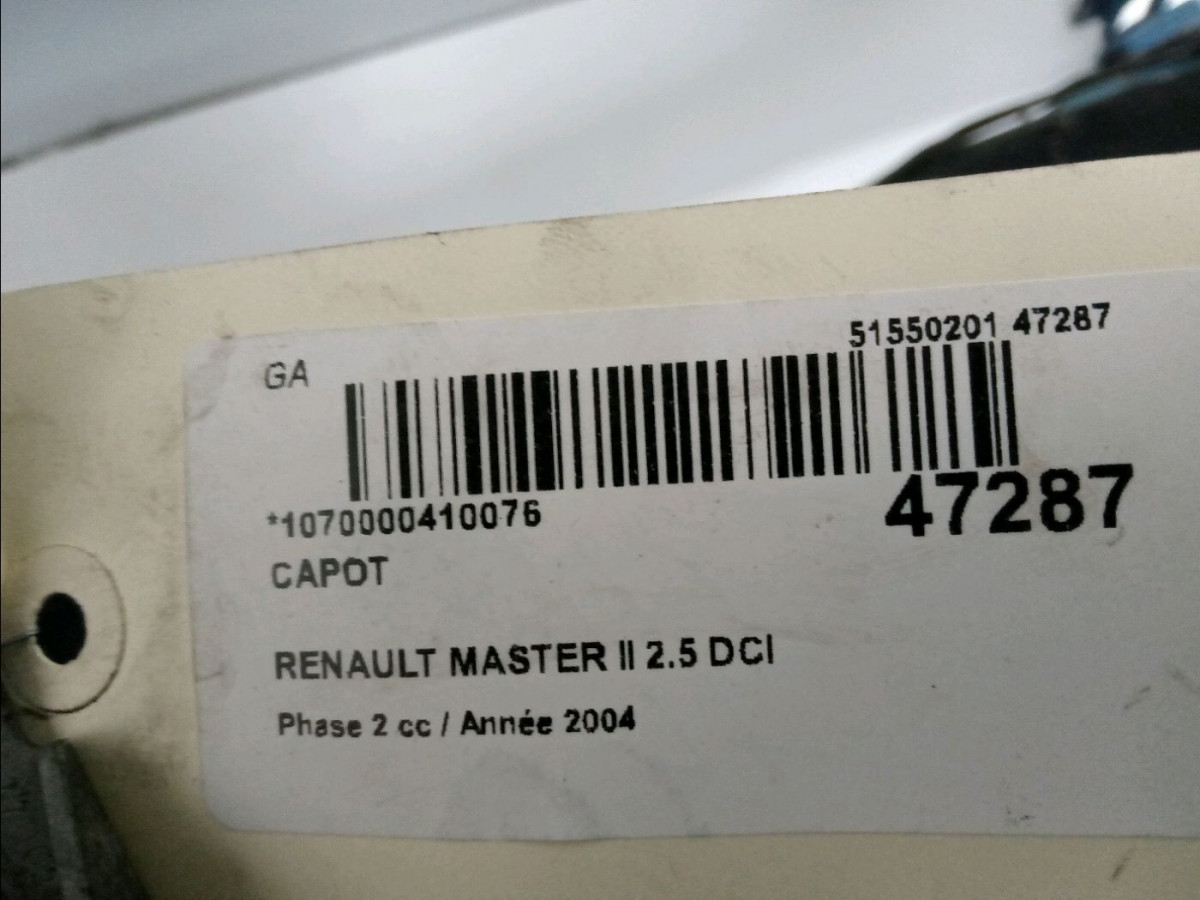 51550201 47287
GA
*1070000410076
47287
CAPOT
RENAULT MASTER II 2.5 DCI
Phase 2 cc / Année 2004